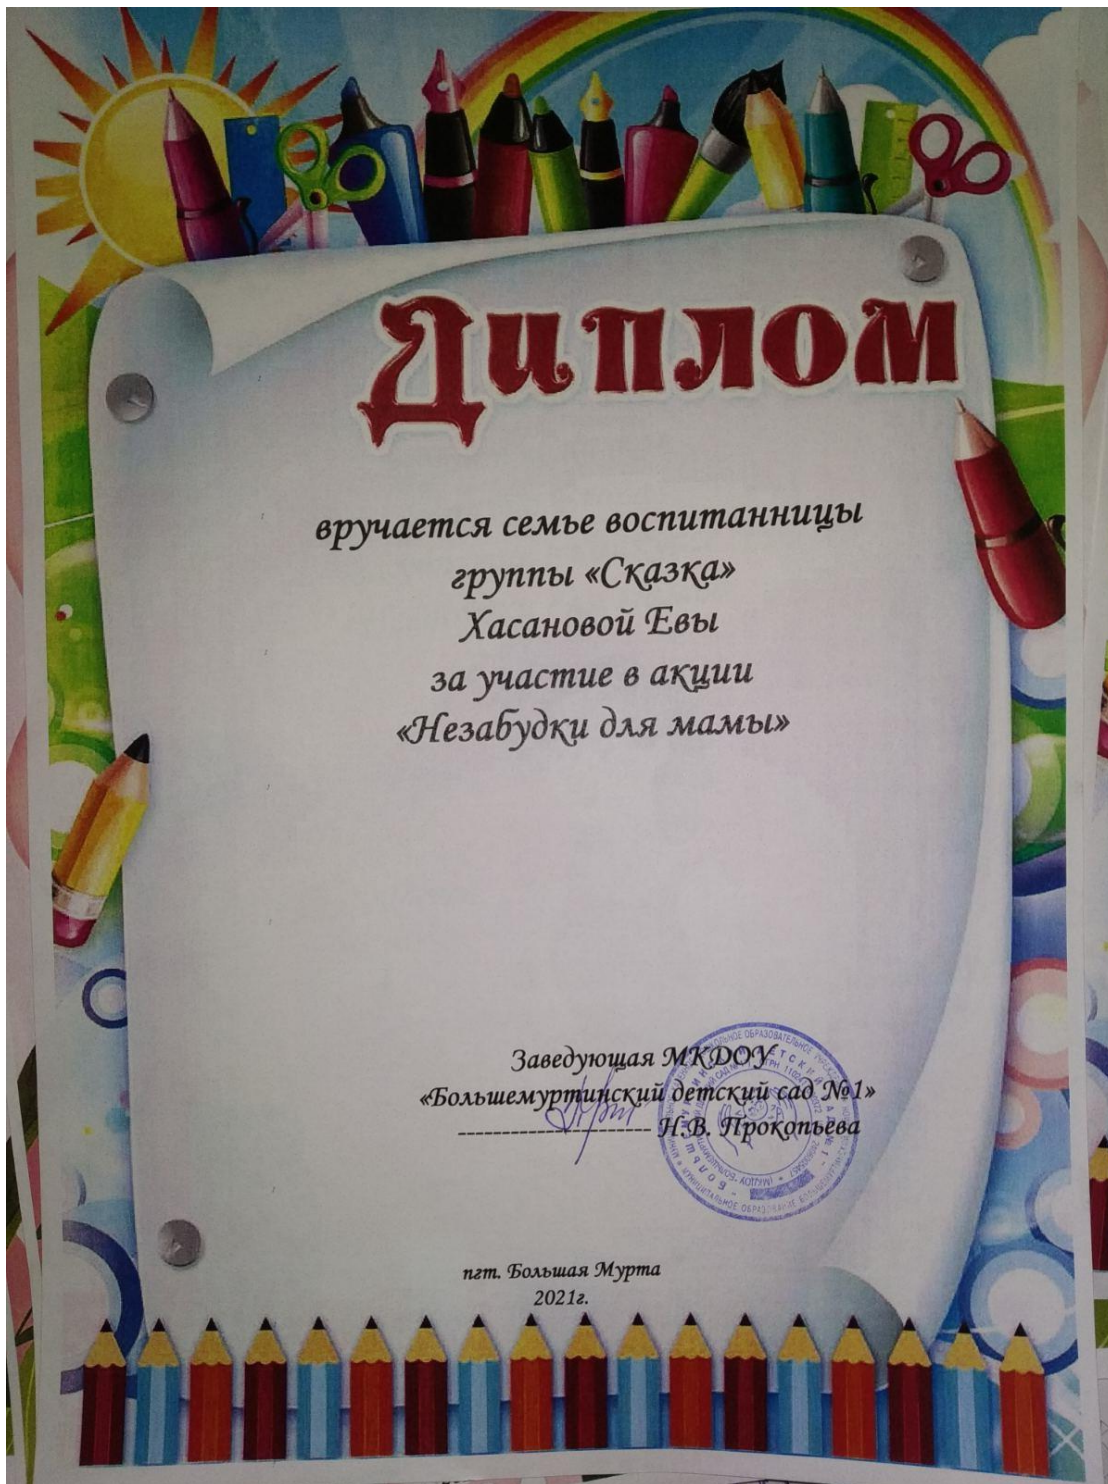 Диплом
вручается семье воспитанницы
группы «Сказка»
Хасановой Евы
за участие в акции
«Незабудки для мамы»
Заведующая МКДОУ
«Большемуртинский детский сад №1»
---------------------- Н.В. Прокопьева
пгт. Большая Мурта
2021г.